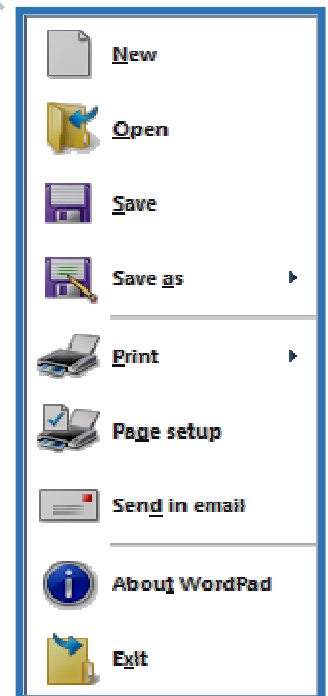 New
Open
Save
Save as
Print
Page setup
Send in email
About WordPad
Exit